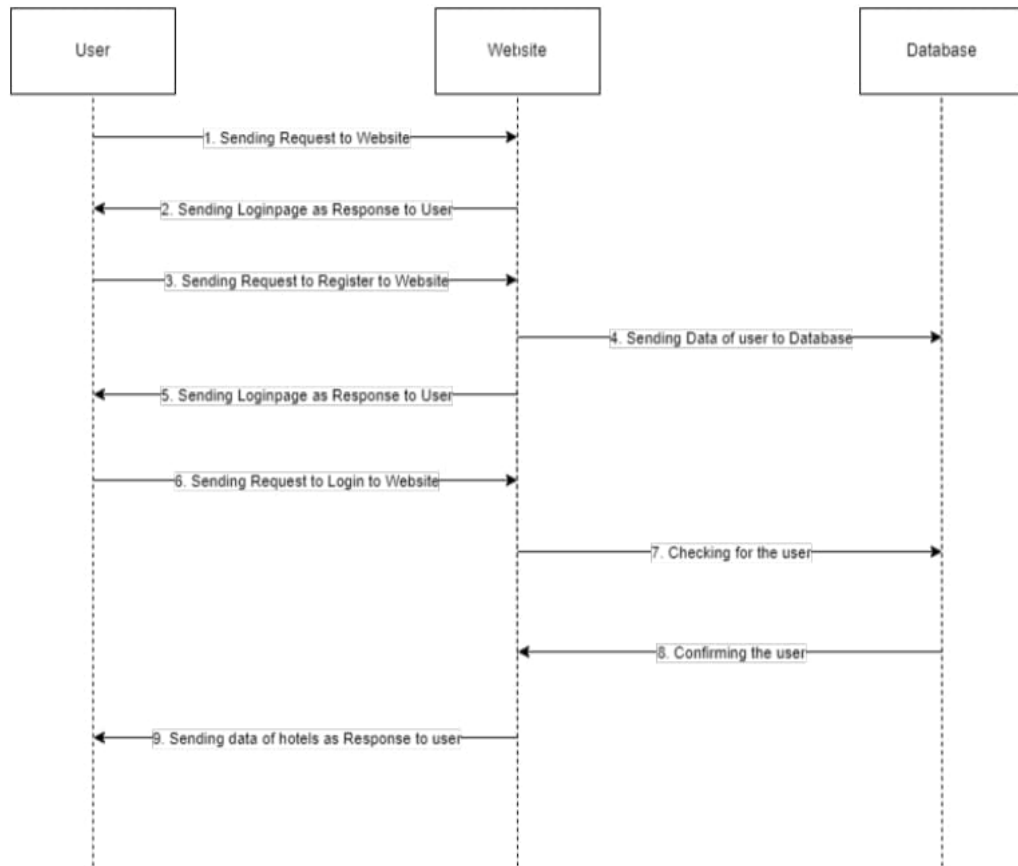 User
Website
Database
1. Sending Request to Website
2. Sending Loginpage as Response to User
3. Sending Request to Register to Website
4. Sending Data of user to Database
5. Sending Loginpage as Response to User
6. Sending Request to Login to Website
7. Checking for the user
8. Confirming the user
9. Sending data of hotels as Response to user